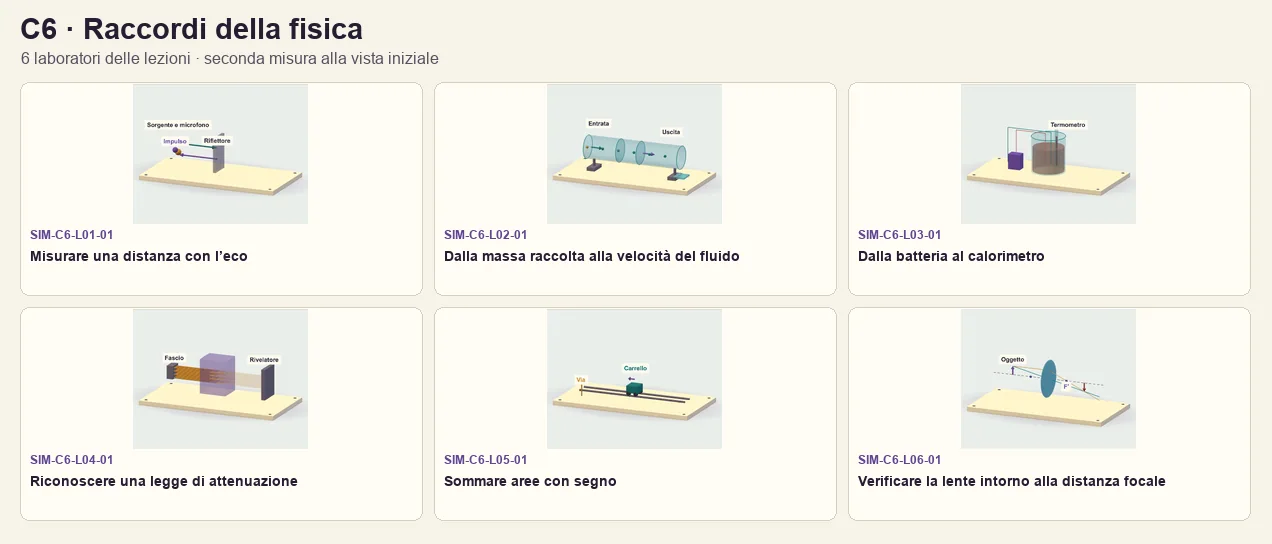 C6 · Raccordi della fisica
6 laboratori delle lezioni · seconda misura alla vista iniziale
Sorgente e microfono
Impulso
Riflettore
SIM-C6-L01-01
Misurare una distanza con l’eco
Entrata
Uscita
SIM-C6-L02-01
Dalla massa raccolta alla velocità del fluido
Termometro
SIM-C6-L03-01
Dalla batteria al calorimetro
Fascio
Rivelatore
SIM-C6-L04-01
Riconoscere una legge di attenuazione
Via
Carrello
SIM-C6-L05-01
Sommare aree con segno
Oggetto
F'
SIM-C6-L06-01
Verificare la lente intorno alla distanza focale